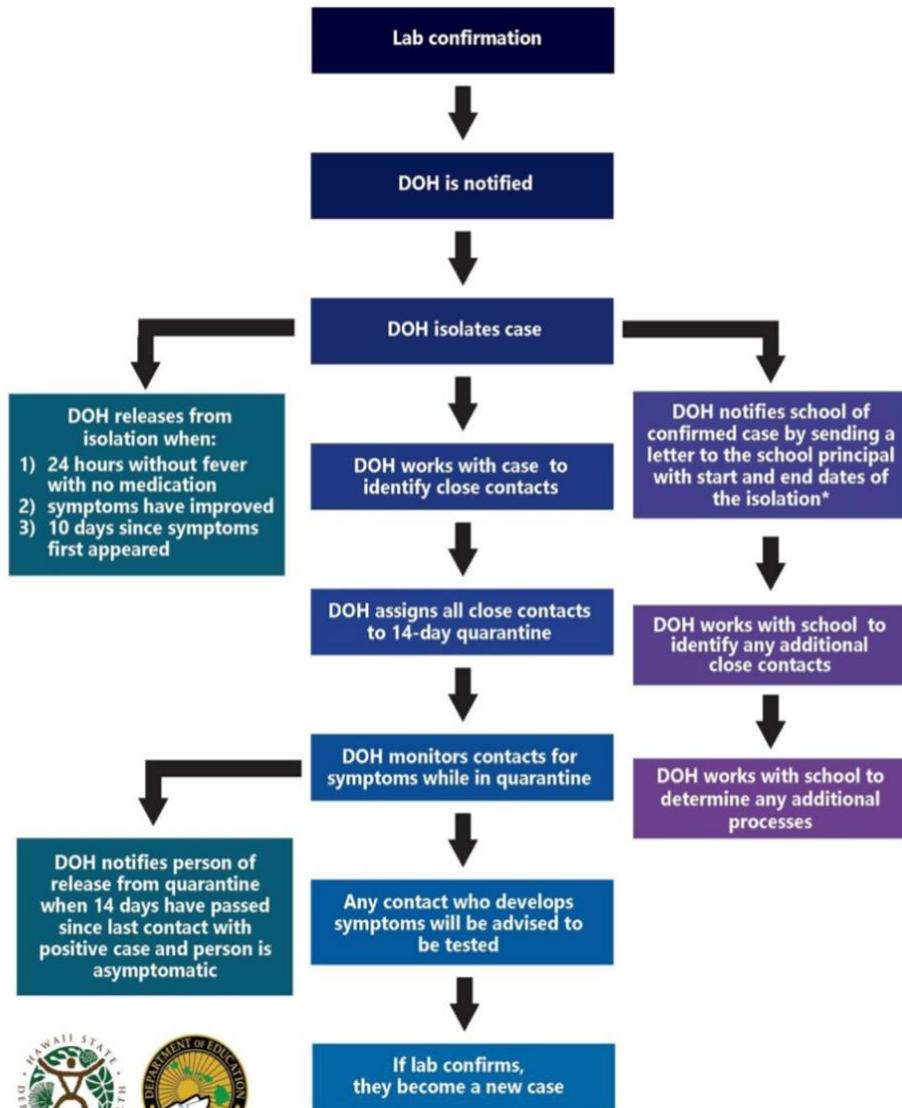 Lab confirmation
DOH is notified
DOH isolates case
DOH releases from
isolation when:
1) 24 hours without fever
with no medication
2) symptoms have improved
3) 10 days since symptoms
first appeared
DOH works with case to
identify close contacts
DOH notifies school of
confirmed case by sending a
letter to the school principal
with start and end dates of
the isolation*
DOH assigns all close contacts
to 14-day quarantine
DOH works with school to
identify any additional
close contacts
DOH monitors contacts for
symptoms while in quarantine
DOH works with school to
determine any additional
processes
DOH notifies person of
release from quarantine
when 14 days have passed
since last contact with
positive case and person is
asymptomatic
Any contact who develops
symptoms will be advised to
be tested
If lab confirms,
they become a new case
HAWAII STATE
DEPARTMENT OF EDUCATION